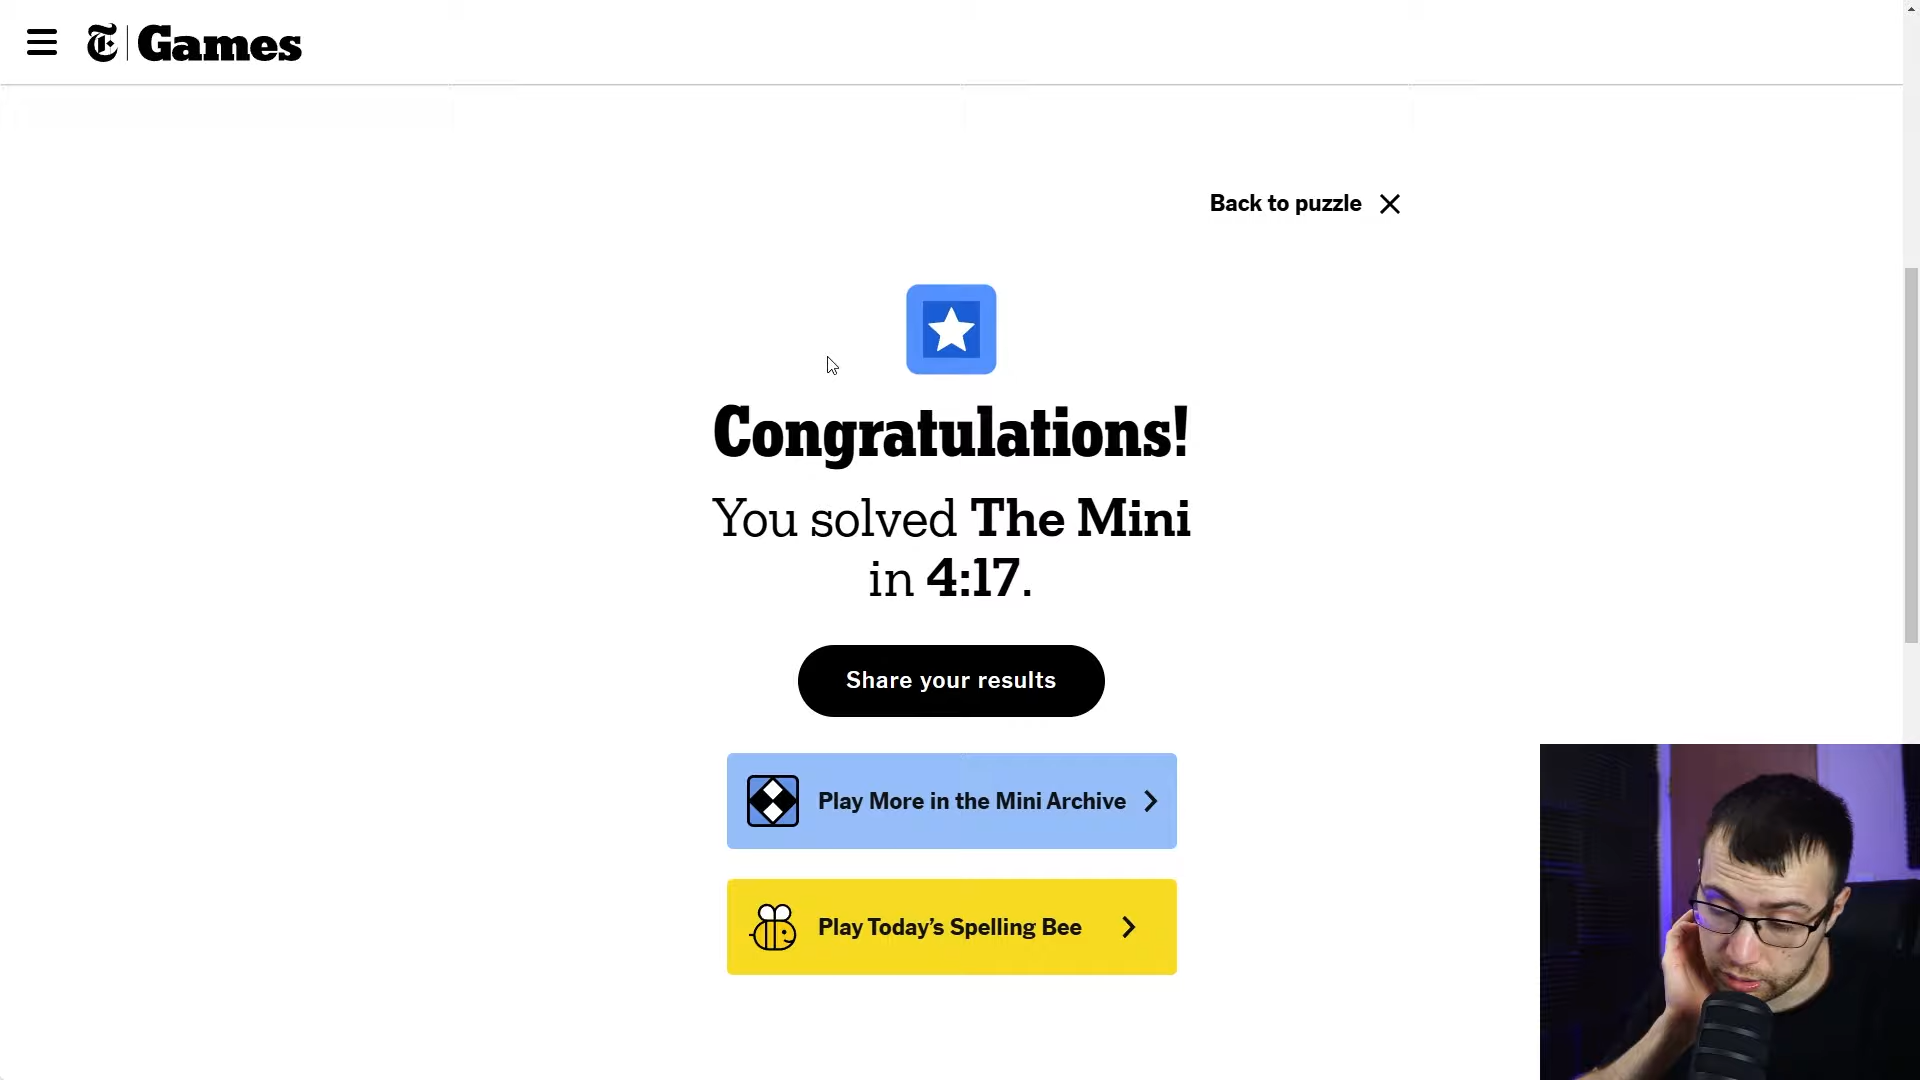 T Games
Back to puzzle
Congratulations!
You solved The Mini
in 4:17.
Share your results
Play More in the Mini Archive
Play Today’s Spelling Bee